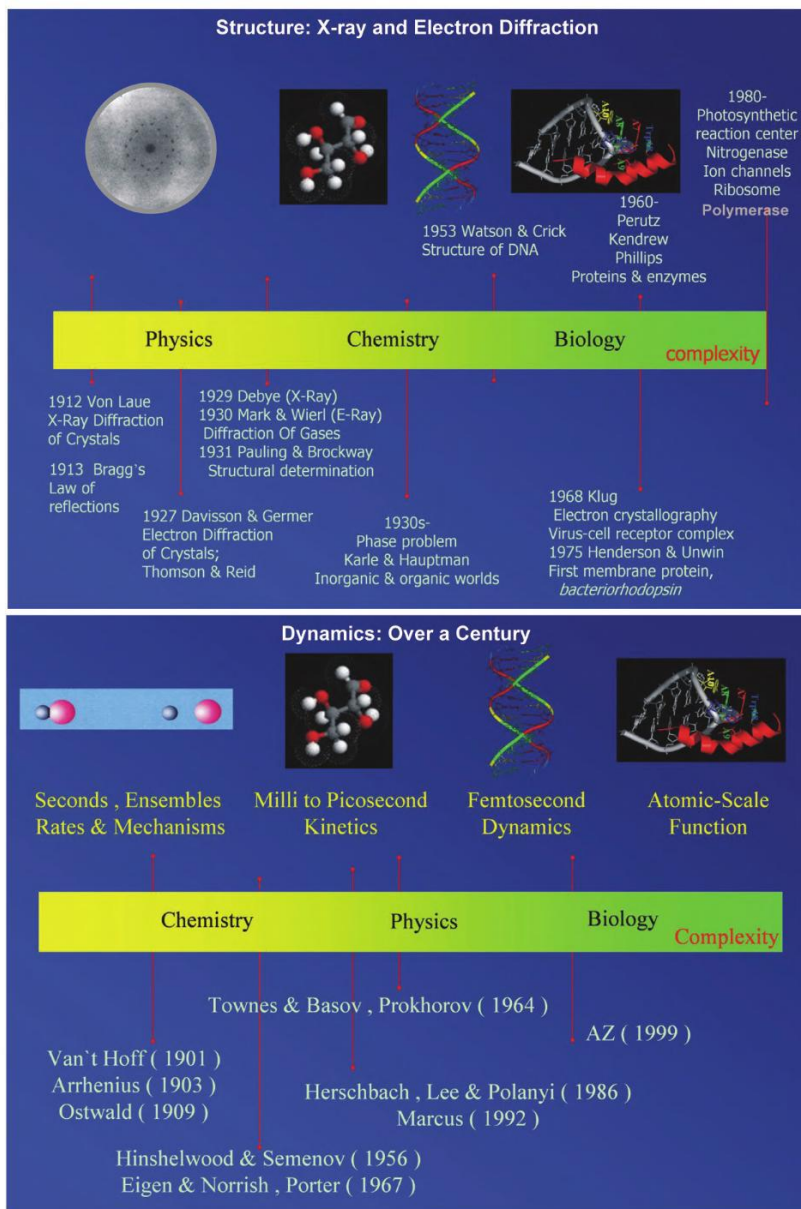 Structure: X-ray and Electron Diffraction
1980-
Photosynthetic
reaction center
Nitrogenase
Ion channels
Ribosome
Polymerase
1960-
Perutz
Kendrew
Phillips
Proteins & enzymes
1953 Watson & Crick
Structure of DNA
Physics
Chemistry
Biology
complexity
1912 Von Laue
X-Ray Diffraction
of Crystals
1913 Bragg`s
Law of
reflections
1927 Davisson & Germer
Electron Diffraction
of Crystals;
Thomson & Reid
1929 Debye (X-Ray)
1930 Mark & Wierl (E-Ray)
Diffraction Of Gases
1931 Pauling & Brockway
Structural determination
1930s-
Phase problem
Karle & Hauptman
Inorganic & organic worlds
1968 Klug
Electron crystallography
Virus-cell receptor complex
1975 Henderson & Unwin
First membrane protein,
bacteriorhodopsin
Dynamics: Over a Century
Seconds , Ensembles
Rates & Mechanisms
Milli to Picosecond
Kinetics
Femtosecond
Dynamics
Atomic-Scale
Function
Chemistry
Physics
Biology
Complexity
Townes & Basov , Prokhorov ( 1964 )
AZ ( 1999 )
Van`t Hoff ( 1901 )
Arrhenius ( 1903 )
Ostwald ( 1909 )
Herschbach , Lee & Polanyi ( 1986 )
Marcus ( 1992 )
Hinshelwood & Semenov ( 1956 )
Eigen & Norrish , Porter ( 1967 )